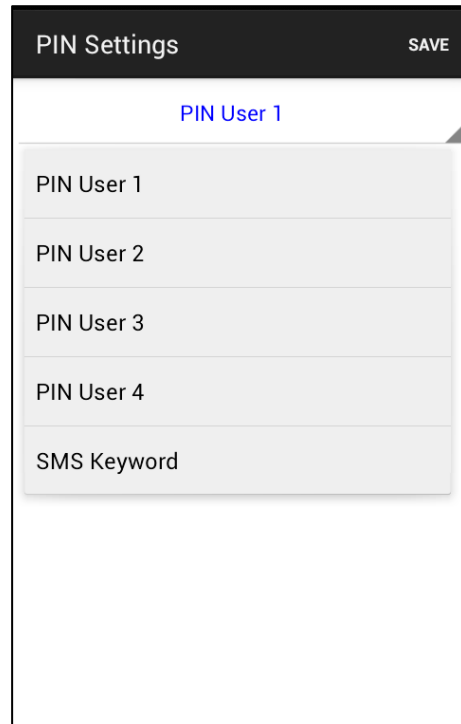 PIN Settings SAVE
PIN User 1
PIN User 1
PIN User 2
PIN User 3
PIN User 4
SMS Keyword